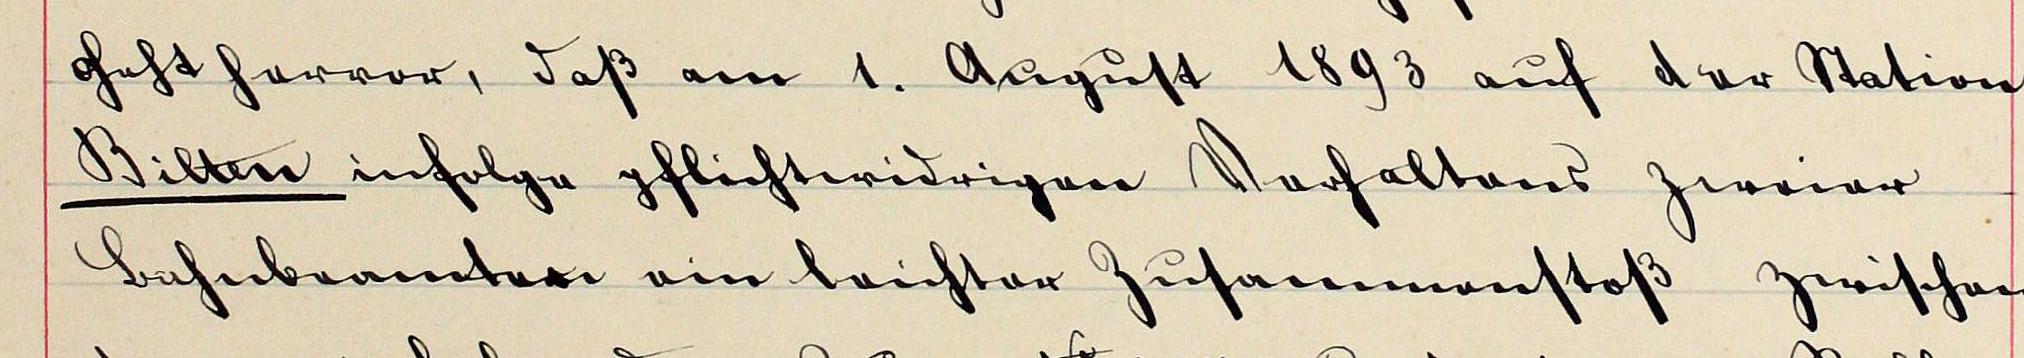 geht hervor, daß am 1. August 1893 auf der Station
Bilten infolge pflichtwidrigen Verhaltens zweier
Bahnbeamten ein leichter Zusammenstoß zwischen